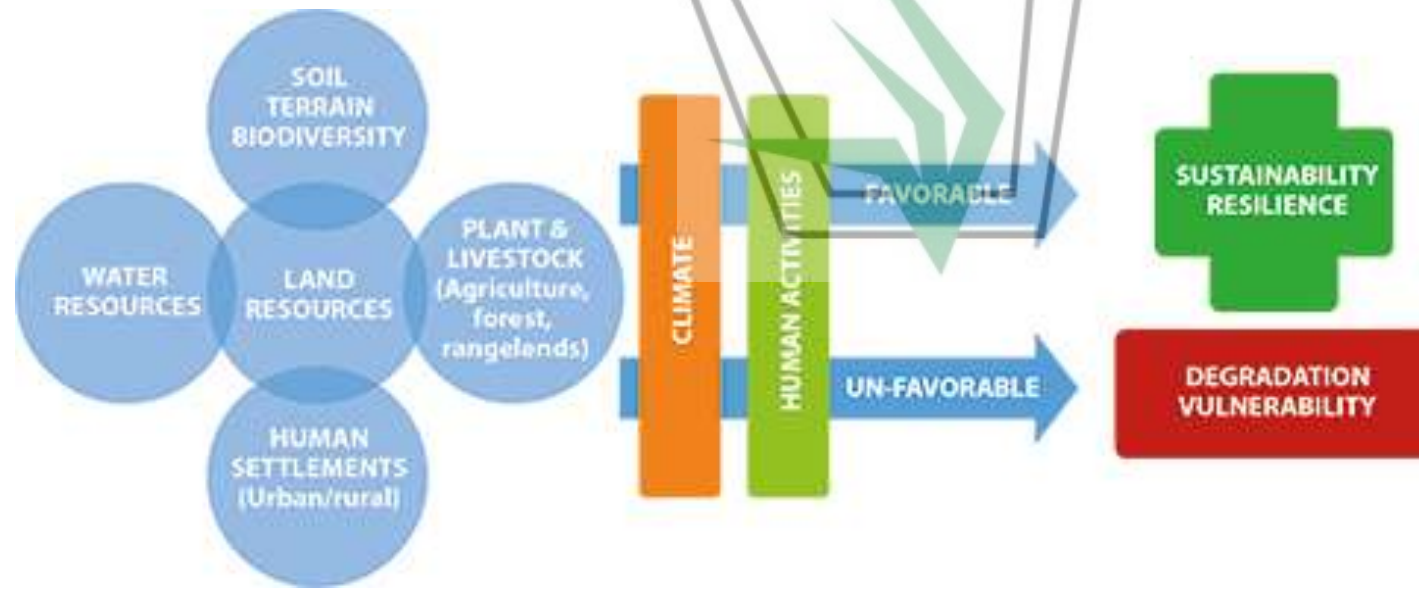 SOIL
TERRAIN
BIODIVERSITY
WATER
RESOURCES
LAND
RESOURCES
PLANT &
LIVESTOCK
(Agriculture,
forest,
rangelends)
HUMAN
SETTLEMENTS
(Urban/rural)
CLIMATE
HUMAN ACTIVITIES
FAVORABLE
UN-FAVORABLE
SUSTAINABILITY
RESILIENCE
DEGRADATION
VULNERABILITY